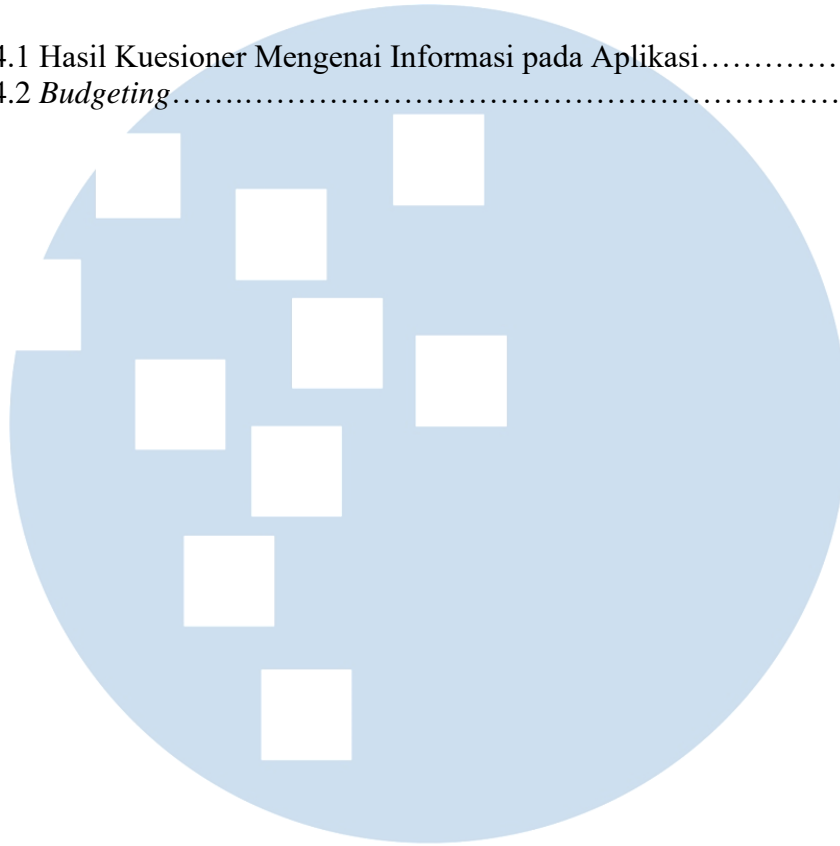 4.1 Hasil Kuesioner Mengenai Informasi pada Aplikasi…………
4.2 Budgeting…….……………………………………………………